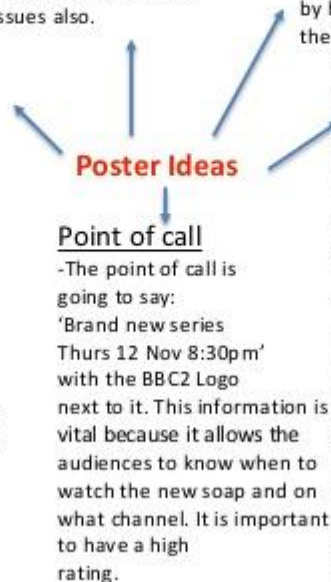 ssues also.
by
the
Poster Ideas
Point of call
-The point of call is
going to say:
‘Brand new series
Thurs 12 Nov 8:30pm’
with the BBC2 Logo
next to it. This information is
vital because it allows the
audiences to know when to
watch the new soap and on
what channel. It is important
to have a high
rating.